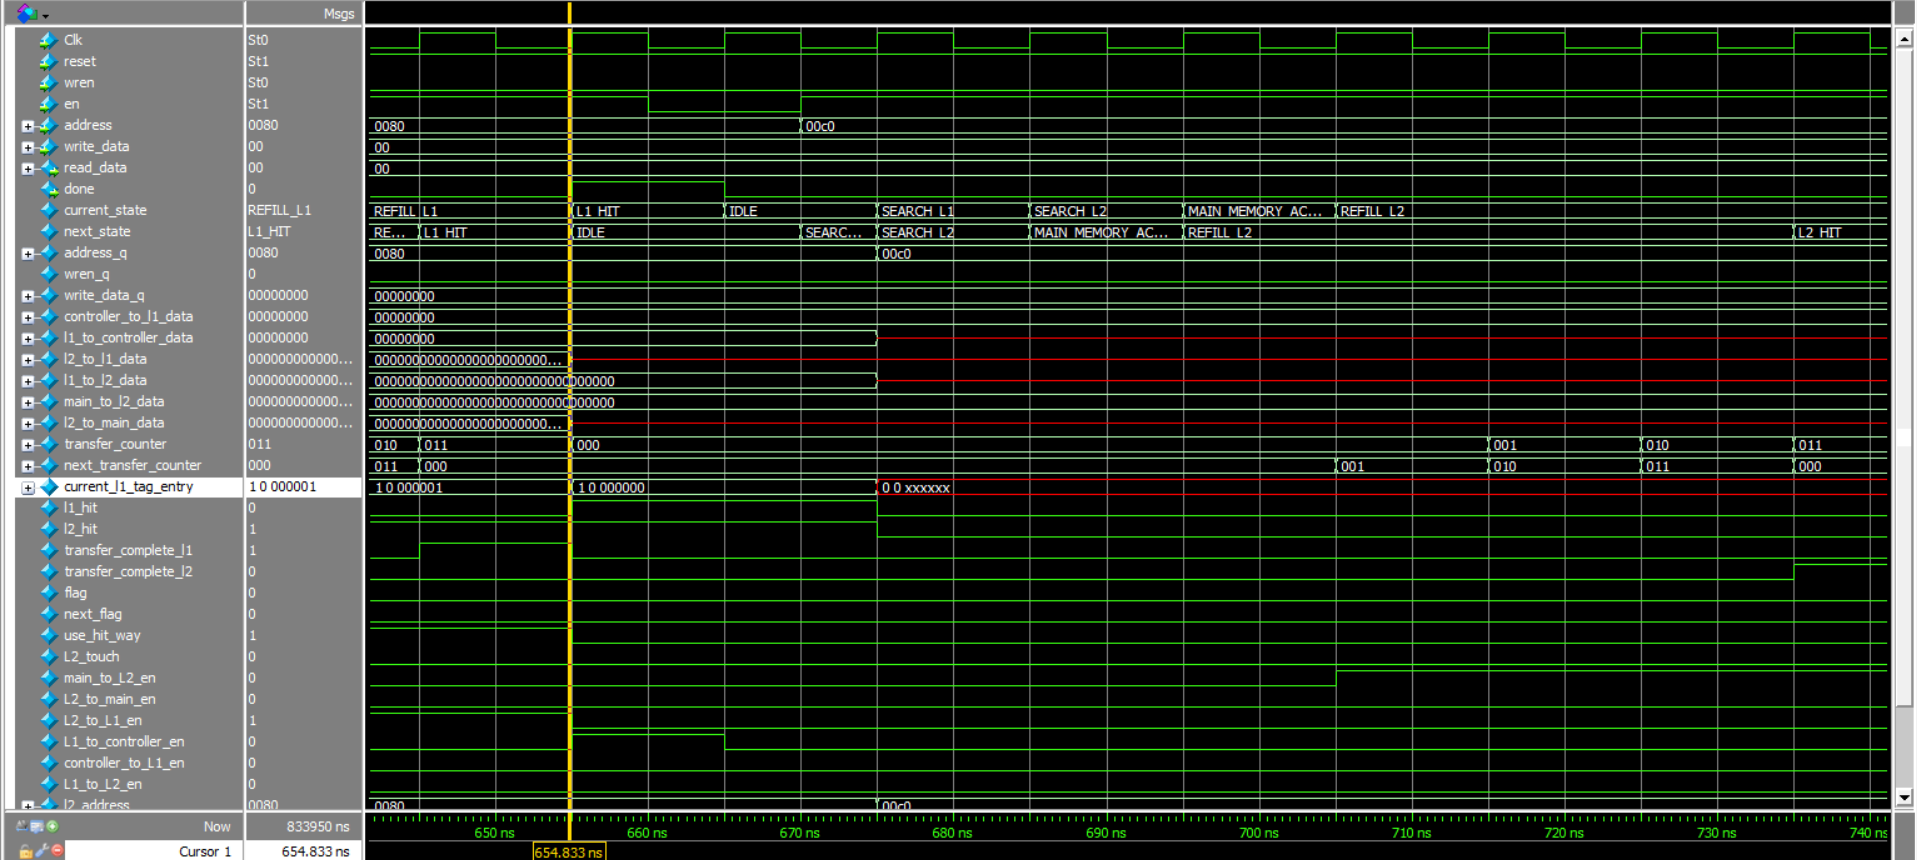 Msgs
Clk St0
reset St1
wren St0
en St1
address 0080 0080 00c0
write_data 00 00
read_data 00 00
done 0
current_state REFILL_L1 REFILL_L1 L1_HIT IDLE SEARCH_L1 SEARCH_L2 MAIN_MEMORY_AC... REFILL_L2
next_state L1_HIT RE... L1_HIT IDLE SEARC... SEARCH_L2 MAIN_MEMORY_AC... REFILL_L2 L2_HIT
address_q 0080 0080 00c0
wren_q 0
write_data_q 00000000 00000000
controller_to_l1_data 00000000 00000000
l1_to_controller_data 00000000 00000000
l2_to_l1_data 000000000000... 00000000000000000000000000...
l1_to_l2_data 000000000000... 00000000000000000000000000000000
main_to_l2_data 000000000000... 00000000000000000000000000000000
l2_to_main_data 000000000000... 00000000000000000000000000...
transfer_counter 011 010 011 000 001 010 011
next_transfer_counter 000 011 000 001 010 011 000
current_l1_tag_entry 1 0 000001 1 0 000001 1 0 000000 0 0 xxxxxx
l1_hit 0
l2_hit 1
transfer_complete_l1 1
transfer_complete_l2 0
flag 0
next_flag 0
use_hit_way 1
L2_touch 0
main_to_L2_en 0
L2_to_main_en 0
L2_to_L1_en 1
L1_to_controller_en 0
controller_to_L1_en 0
L1_to_L2_en 0
l2_address 0080 0080 00c0
Now 833950 ns 650 ns 660 ns 670 ns 680 ns 690 ns 700 ns 710 ns 720 ns 730 ns 740 ns
Cursor 1 654.833 ns 654.833 ns